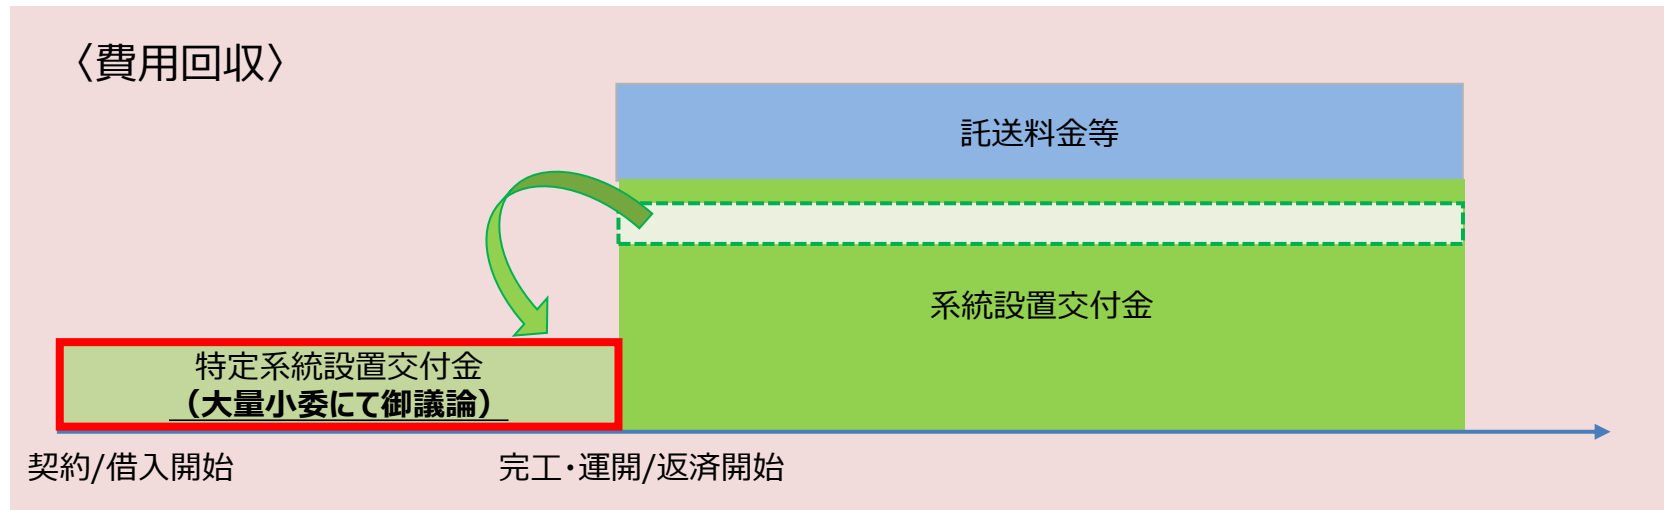 〈費用回収〉
託送料金等
系統設置交付金
特定系統設置交付金
（大量小委にて御議論）
契約/借入開始
完工・運開/返済開始